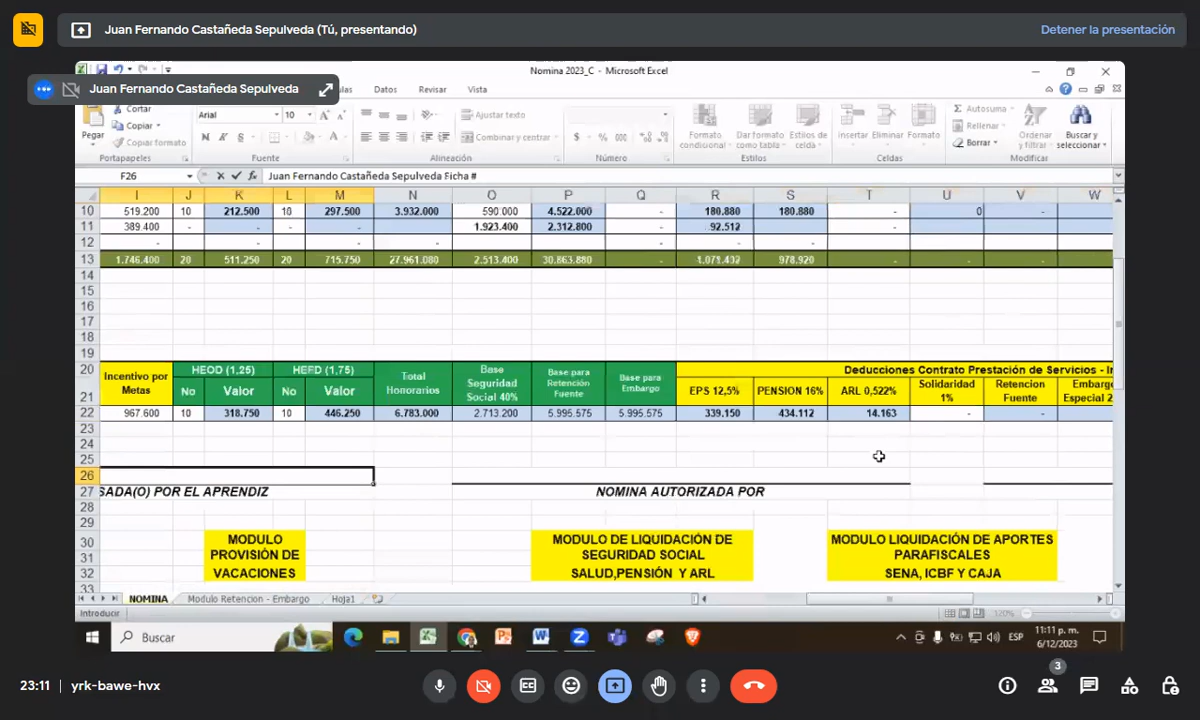 Juan Fernando Castañeda Sepulveda (Tú, presentando)
Detener la presentación
Nomina 2023_C - Microsoft Excel
Juan Fernando Castañeda Sepulveda
Datos Revisar Vista
Cortar
Copiar
Copiar formato
Pegar
Portapapeles
Arial 10
N K S
Fuente
Ajustar texto
Combinar y centrar
Alineación
$ % 000
Número
Formato condicional
Dar formato como tabla
Estilos de celda
Estilos
Insertar Eliminar Formato
Celdas
Autosuma
Rellenar
Borrar
Ordenar y filtrar
Buscar y seleccionar
Modificar
F26 fx Juan Fernando Castañeda Sepulveda Ficha #
I J K L M N O P Q R S T U V W
10 519.200 10 212.500 10 297.500 3.932.000 590.000 4.522.000 - 180.880 180.880 - 0 -
11 389.400 - - - - 1.923.400 2.312.800 - 92.512 -
12 - - - - - - - - - -
13 1.746.400 20 511.250 20 715.750 27.961.080 2.513.400 30.863.880 - 1.071.432 978.920 - - -
14
15
16
17
18
19
20 Incentivo por Metas HEOD (1,25) HEFD (1,75) Total Honorarios Base Seguridad Social 40% Base para Retención Fuente Base para Embargo Deducciones Contrato Prestación de Servicios - In
21 No Valor No Valor EPS 12,5% PENSION 16% ARL 0,522% Solidaridad 1% Retencion Fuente Embargo Especial 2
22 967.600 10 318.750 10 446.250 6.783.000 2.713.200 5.995.575 5.995.575 339.150 434.112 14.163 - -
23
24
25
26
27 SADA(O) POR EL APRENDIZ NOMINA AUTORIZADA POR
28
29
30 MODULO MODULO DE LIQUIDACIÓN DE MODULO LIQUIDACIÓN DE APORTES
31 PROVISIÓN DE SEGURIDAD SOCIAL PARAFISCALES
32 VACACIONES SALUD,PENSIÓN Y ARL SENA, ICBF Y CAJA
33
NOMINA Modulo Retencion - Embargo Hoja1
Introducir 120%
Buscar
ESP
11:11 p. m.
6/12/2023
23:11 | yrk-bawe-hvx
3